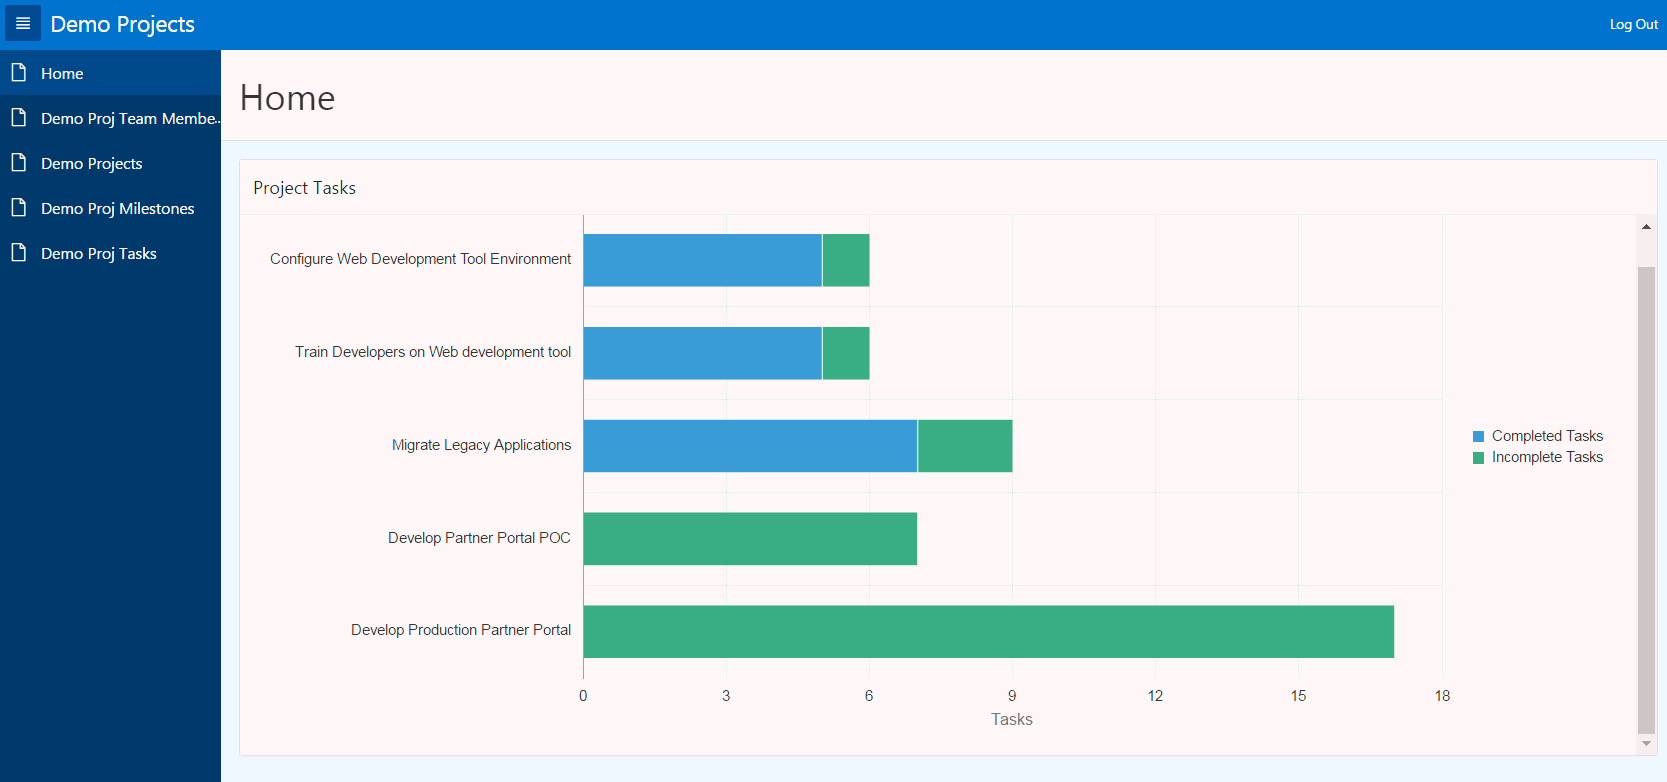 Demo Projects
Log Out
Home
Demo Proj Team Membe..
Demo Projects
Demo Proj Milestones
Demo Proj Tasks
Home
Project Tasks
Configure Web Development Tool Environment
Train Developers on Web development tool
Migrate Legacy Applications
Develop Partner Portal POC
Develop Production Partner Portal
0 3 6 9 12 15 18
Tasks
Completed Tasks
Incomplete Tasks